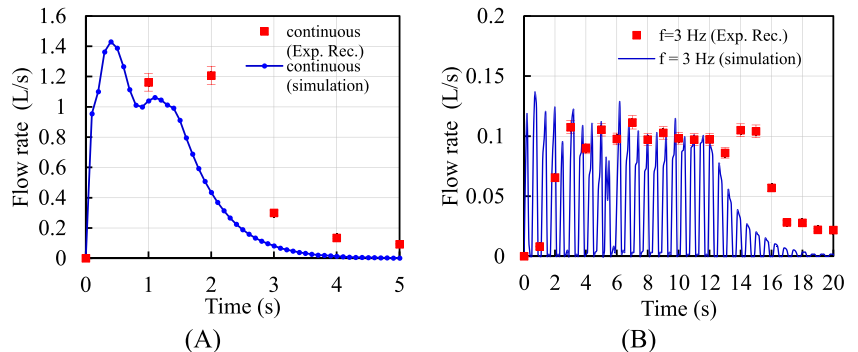 1.6
1.4
1.2
1
0.8
0.6
0.4
0.2
0
Flow rate (L/s)
continuous
(Exp. Rec.)
continuous
(simulation)
0 1 2 3 4 5
Time (s)
(A)
0.2
0.15
0.1
0.05
0
Flow rate (L/s)
f=3 Hz (Exp. Rec.)
f = 3 Hz (simulation)
0 2 4 6 8 10 12 14 16 18 20
Time (s)
(B)